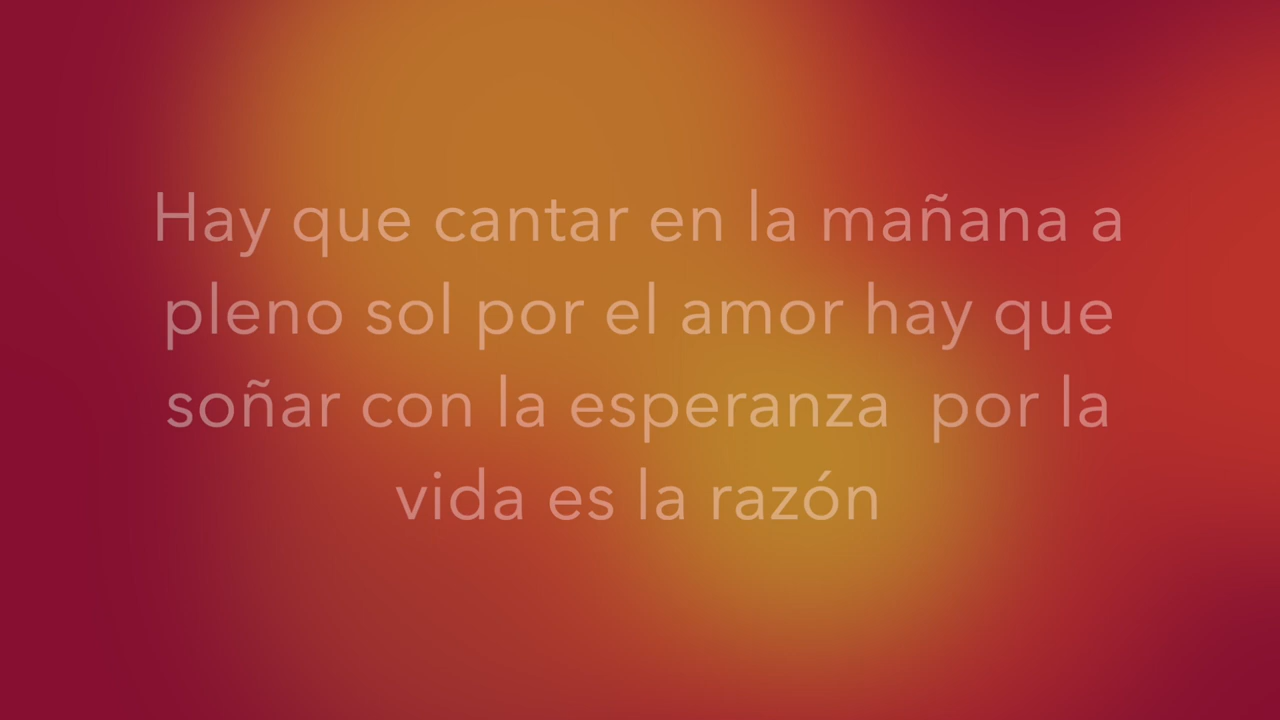 Hay que cantar en la mañana a
pleno sol por el amor hay que
soñar con la esperanza  por la
vida es la razón